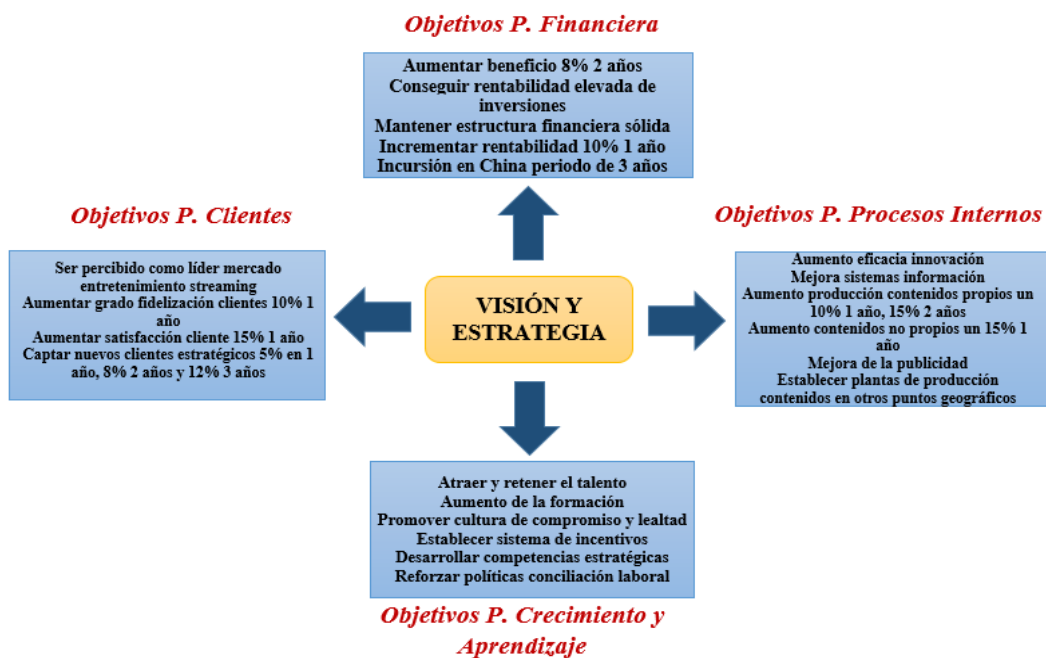 Objetivos P. Financiera
Aumentar beneficio 8% 2 años
Conseguir rentabilidad elevada de
inversiones
Mantener estructura financiera sólida
Incrementar rentabilidad 10% 1 año
Incursión en China periodo de 3 años
Objetivos P. Clientes
Ser percibido como líder mercado
entretenimiento streaming
Aumentar grado fidelización clientes 10% 1
año
Aumentar satisfacción cliente 15% 1 año
Captar nuevos clientes estratégicos 5% en 1
año, 8% 2 años y 12% 3 años
VISIÓN Y
ESTRATEGIA
Objetivos P. Procesos Internos
Aumento eficacia innovación
Mejora sistemas información
Aumento producción contenidos propios un
10% 1 año, 15% 2 años
Aumento contenidos no propios un 15% 1
año
Mejora de la publicidad
Establecer plantas de producción
contenidos en otros puntos geográficos
Atraer y retener el talento
Aumento de la formación
Promover cultura de compromiso y lealtad
Establecer sistema de incentivos
Desarrollar competencias estratégicas
Reforzar políticas conciliación laboral
Objetivos P. Crecimiento y
Aprendizaje